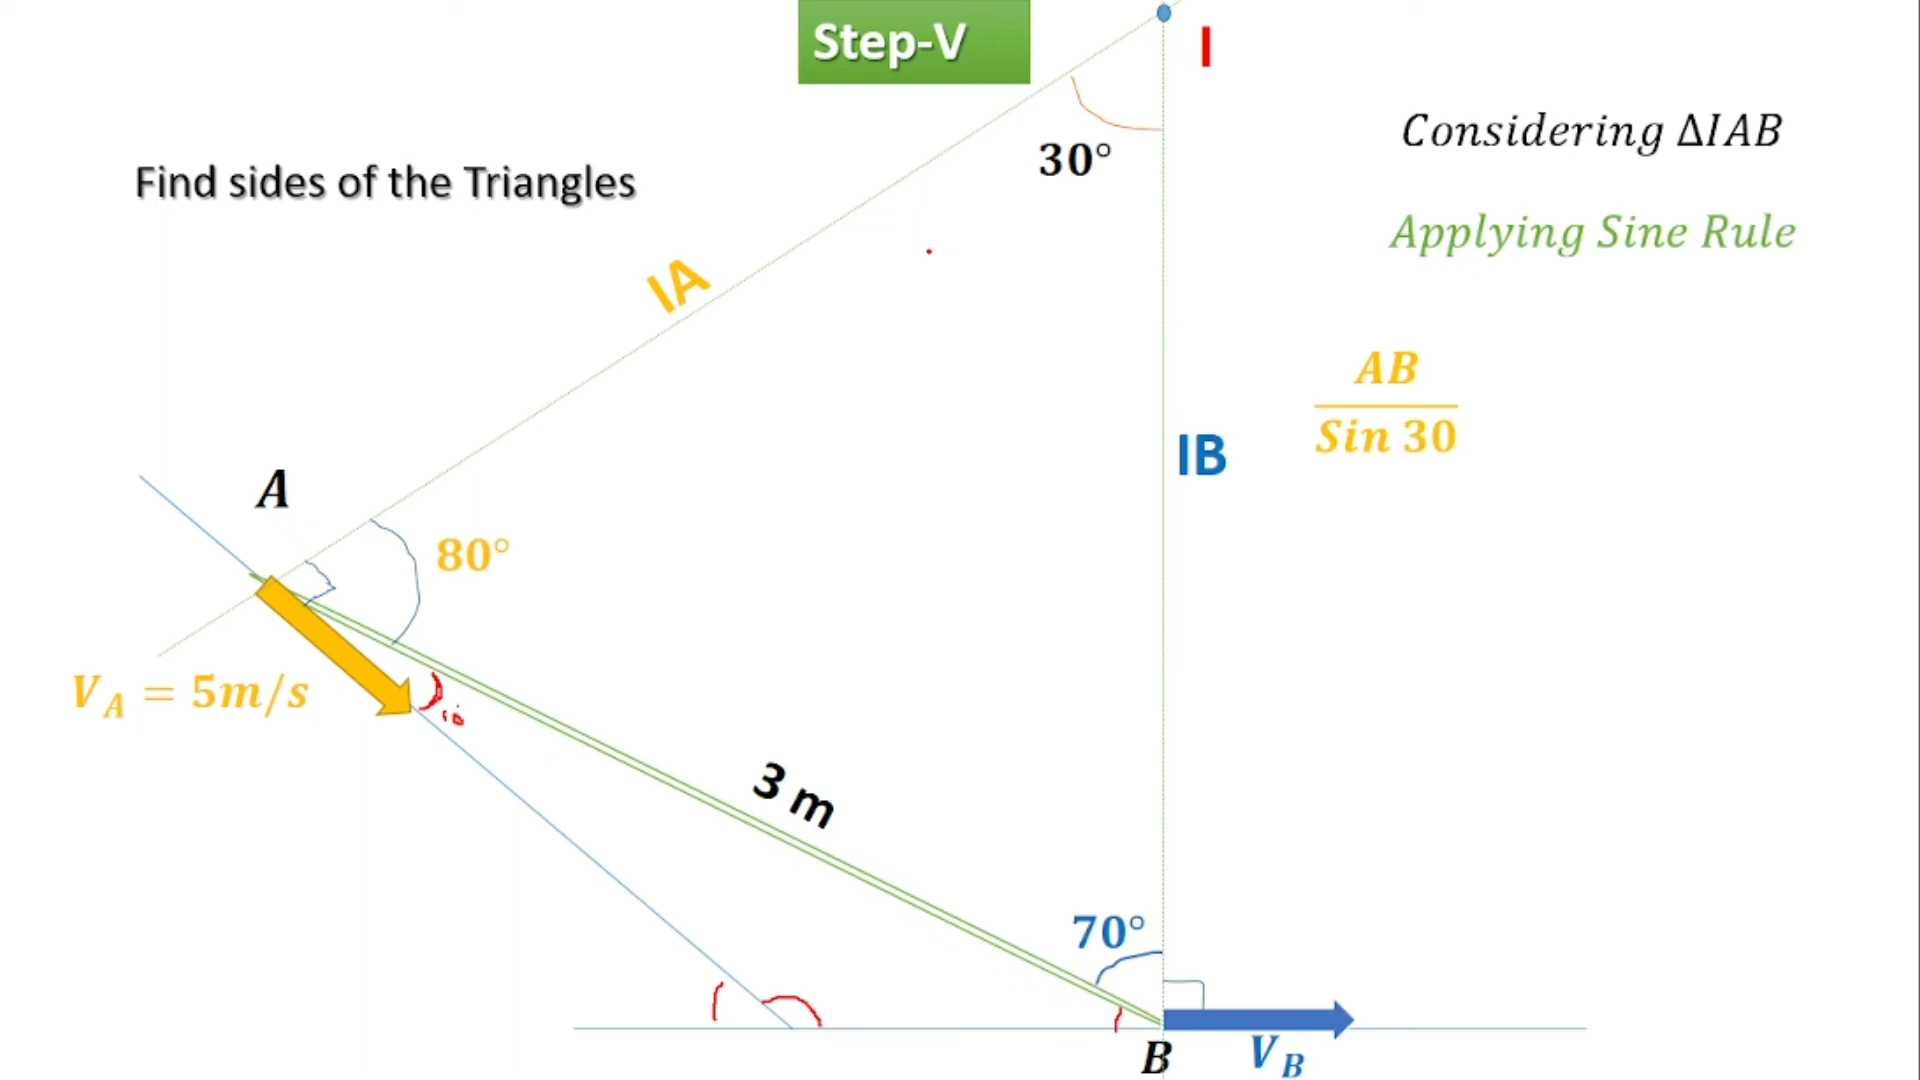 Step-V
I
Considering ΔIAB
30°
Find sides of the Triangles
Applying Sine Rule
IA
AB
Sin 30
IB
A
80°
V_A = 5m/s
10
3 m
70°
B
V_B